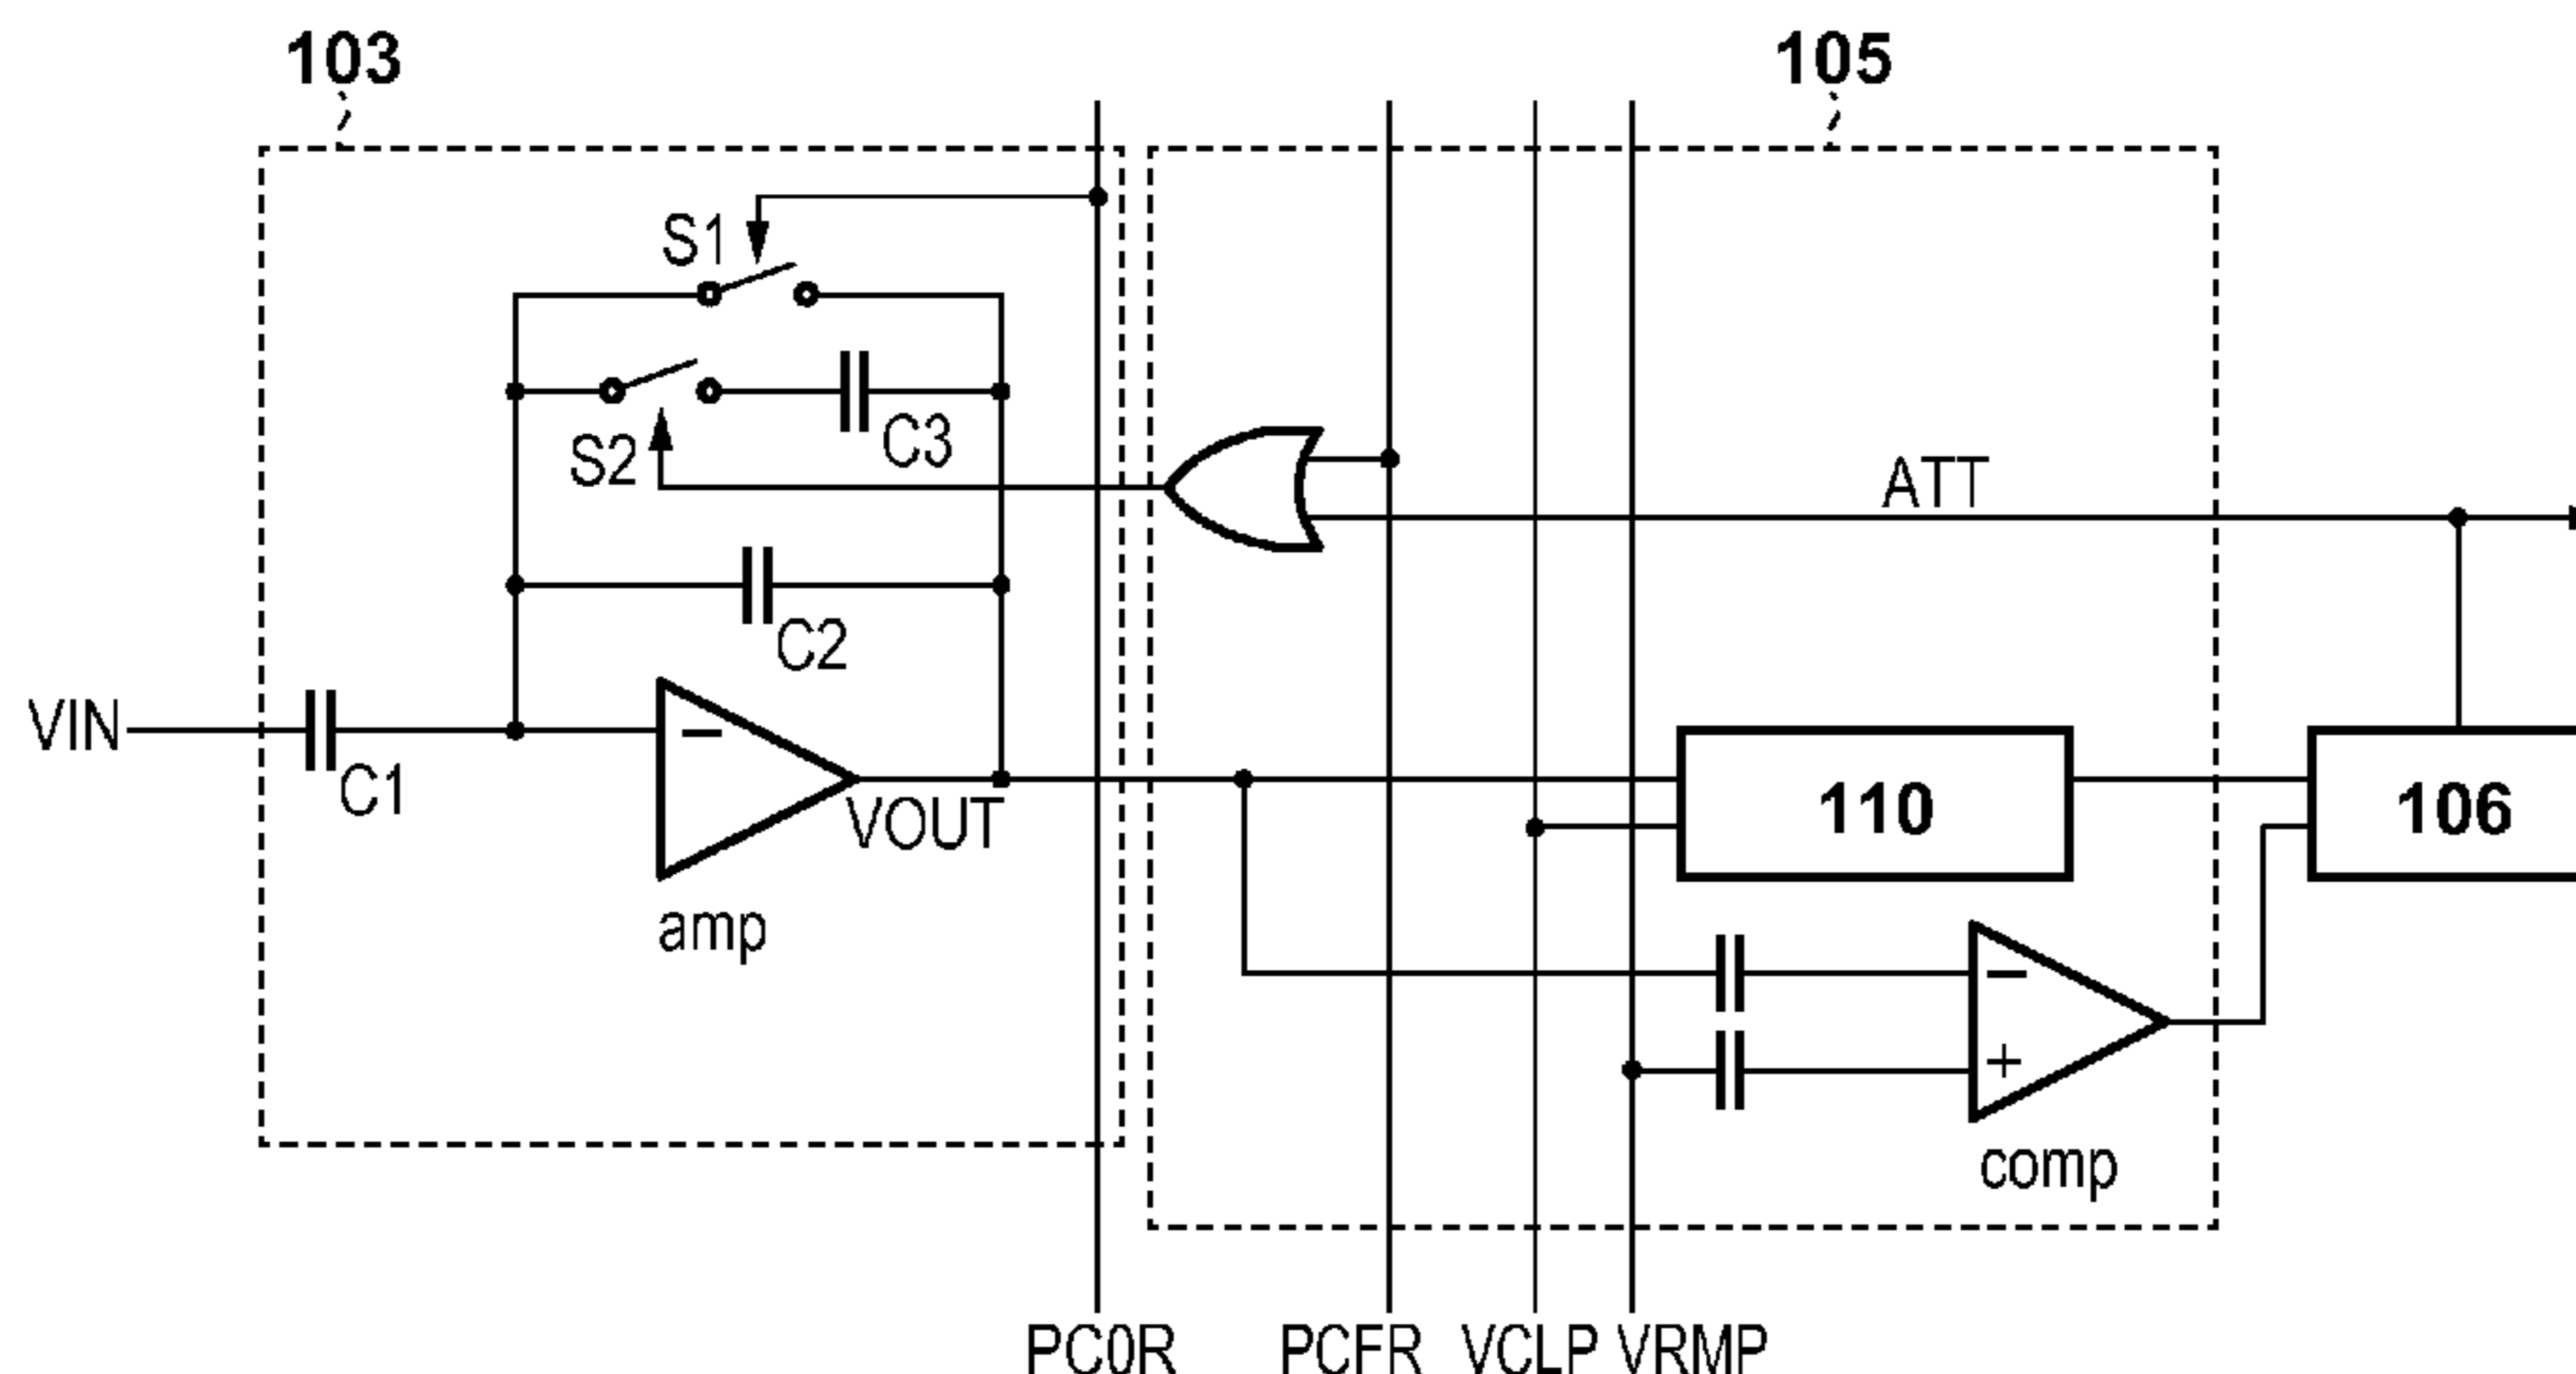 103
105
S1
S2
C3
ATT
C2
VIN
C1
−
VOUT
110
106
amp
−
+
comp
PC0R
PCFR
VCLP
VRMP